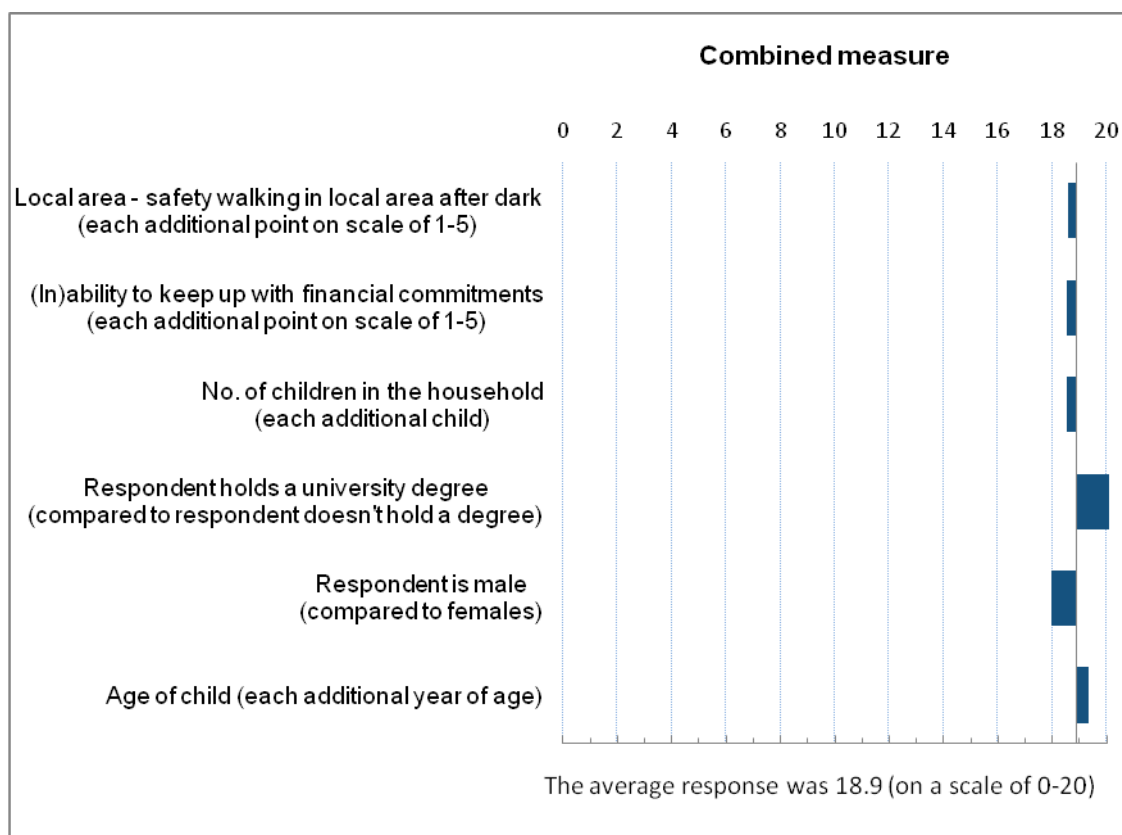 Combined measure
0 2 4 6 8 10 12 14 16 18 20
Local area - safety walking in local area after dark
(each additional point on scale of 1-5)
(In)ability to keep up with financial commitments
(each additional point on scale of 1-5)
No. of children in the household
(each additional child)
Respondent holds a university degree
(compared to respondent doesn't hold a degree)
Respondent is male
(compared to females)
Age of child (each additional year of age)
The average response was 18.9 (on a scale of 0-20)